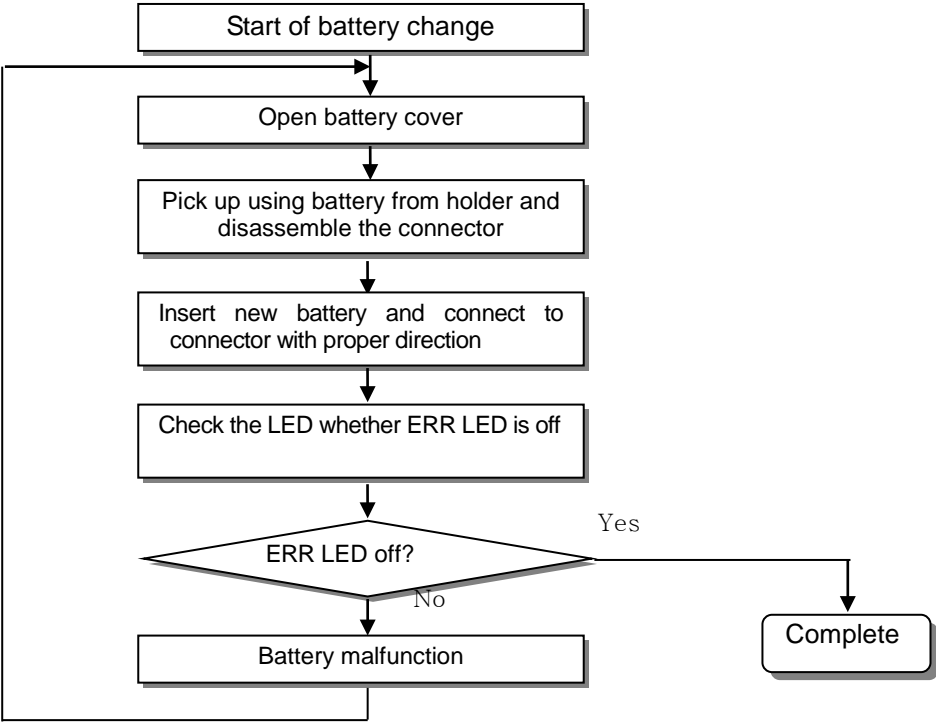 Start of battery change
Open battery cover
Pick up using battery from holder and
disassemble the connector
Insert new battery and connect to
connector with proper direction
Check the LED whether ERR LED is off
ERR LED off?
Yes
No
Battery malfunction
Complete